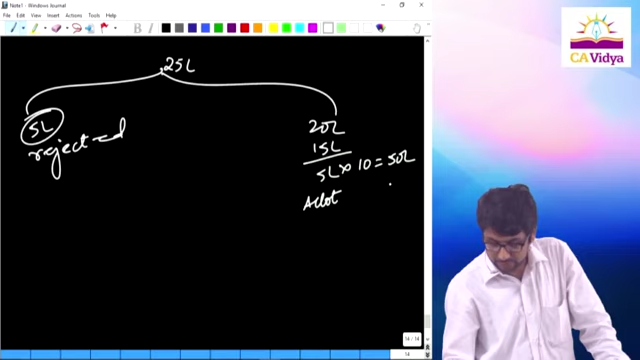 Note1 - Windows Journal
File Edit View Insert Actions Tools Help
B I
CA Vidya
25L
5L
rejected
20L
15L
5L × 10 = 50L
Allot
14 / 14
14